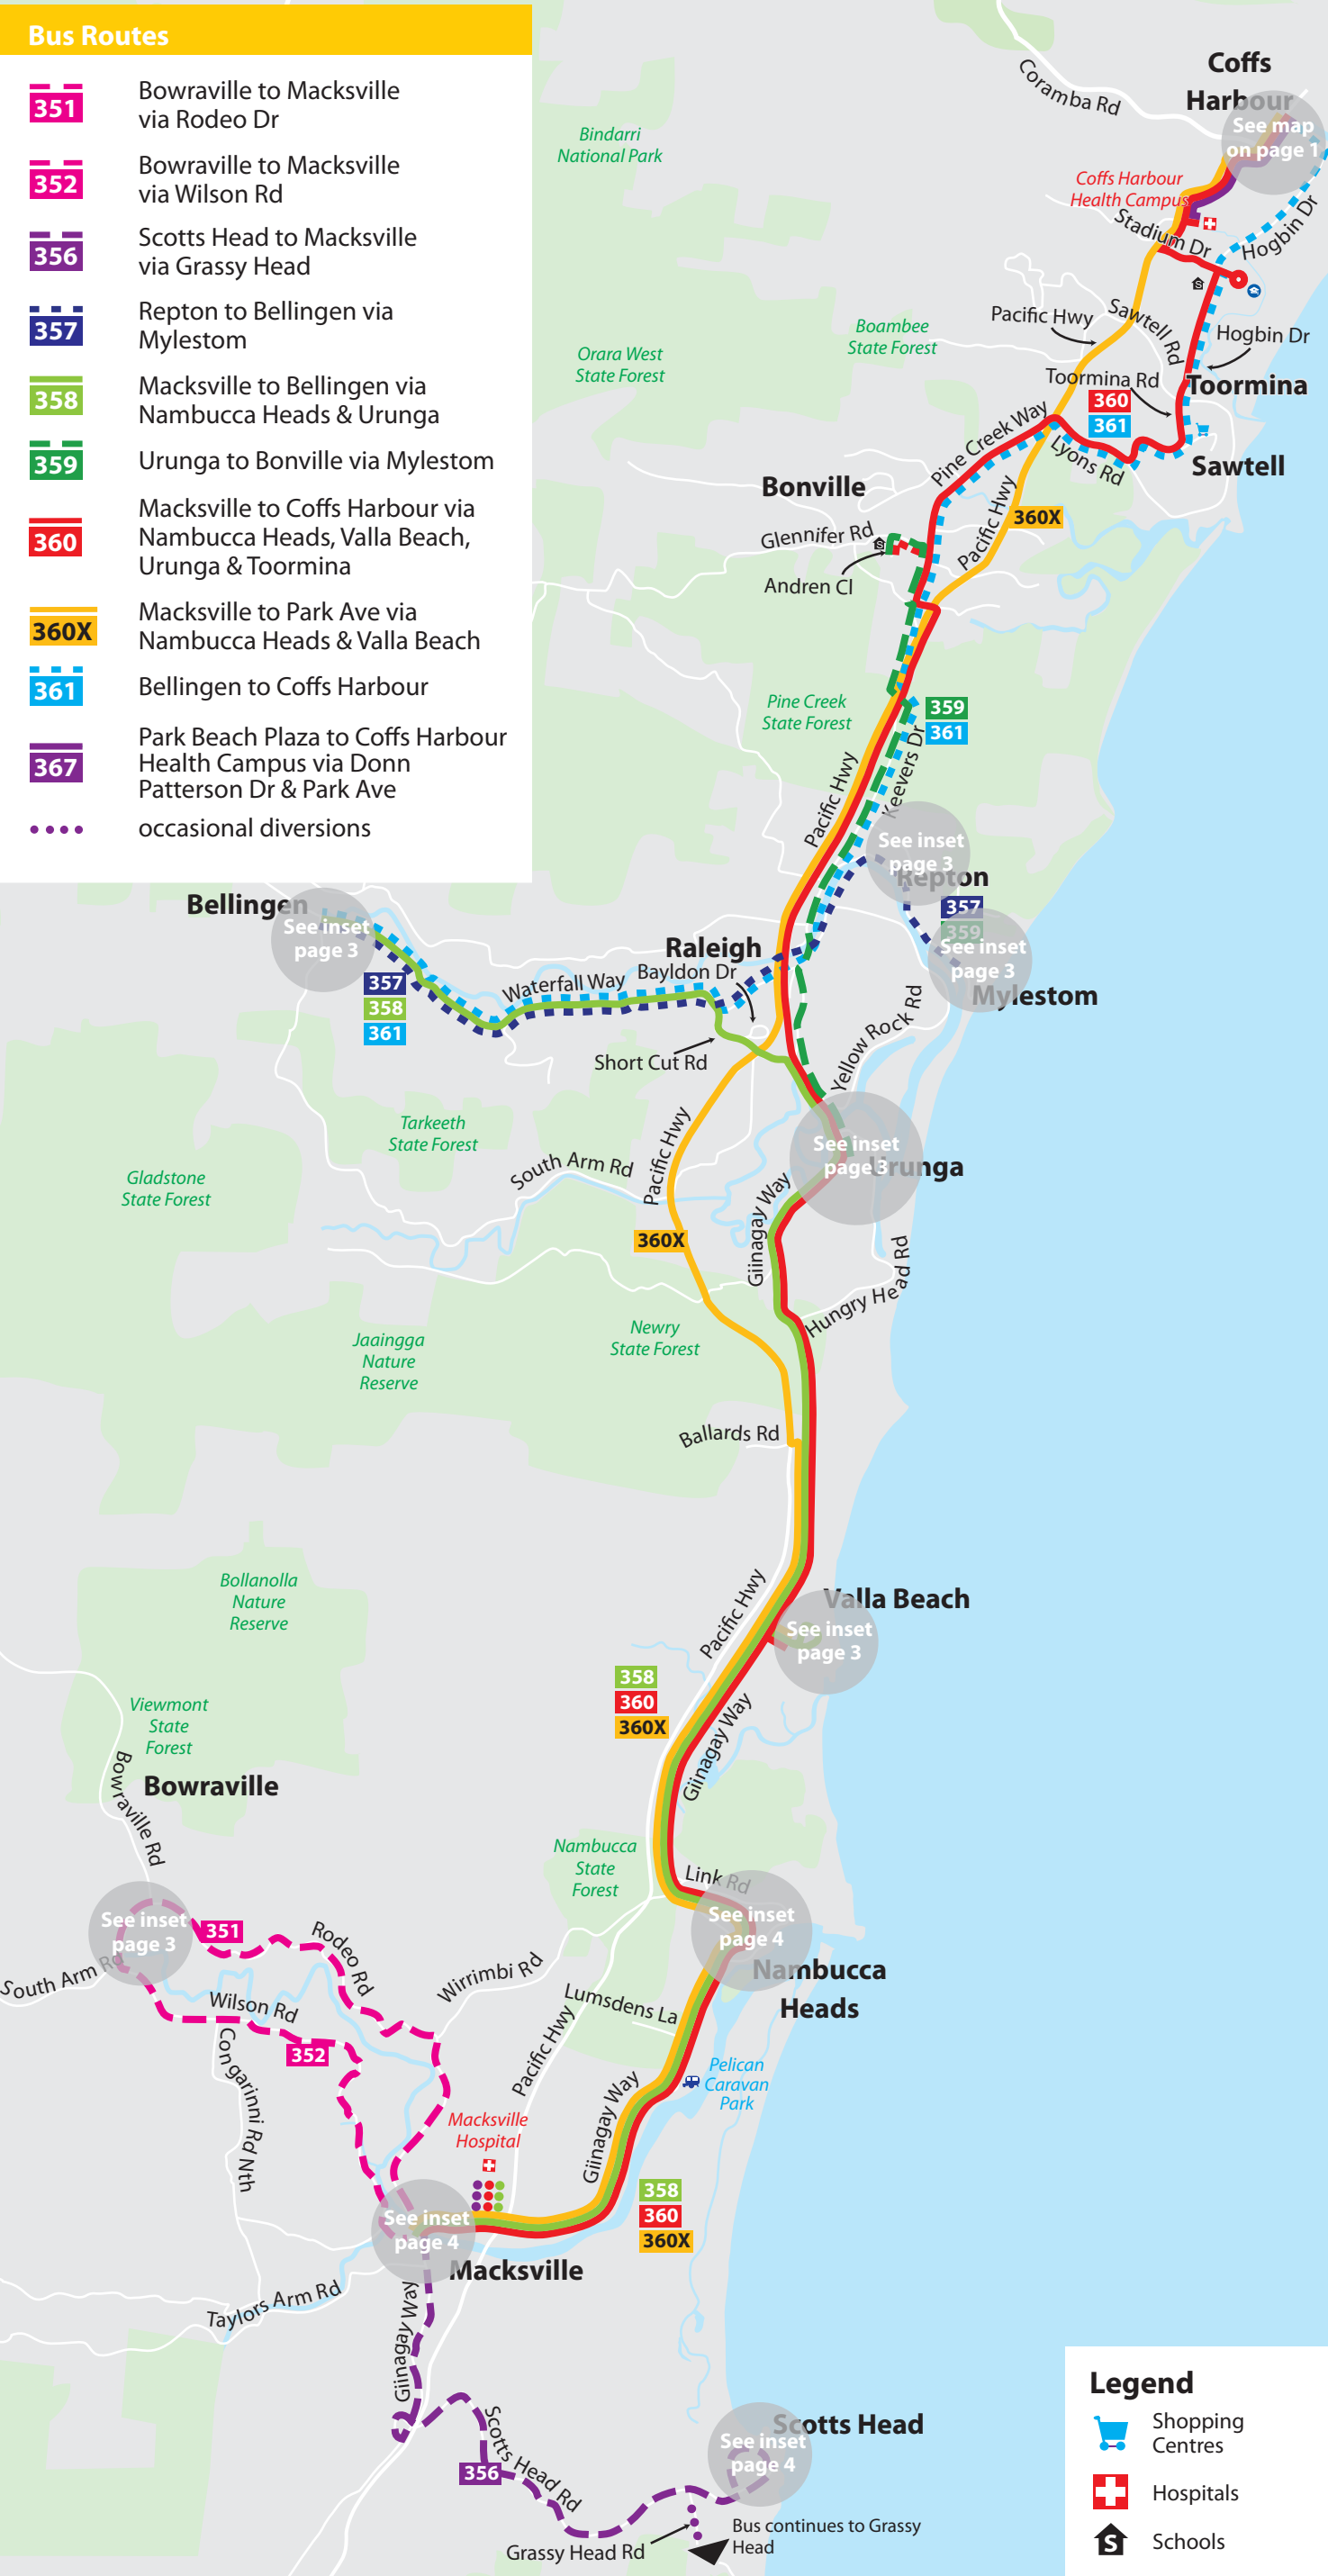 Bus Routes
351
Bowraville to Macksville
via Rodeo Dr
352
Bowraville to Macksville
via Wilson Rd
356
Scotts Head to Macksville
via Grassy Head
357
Repton to Bellingen via
Mylestom
358
Macksville to Bellingen via
Nambucca Heads & Urunga
359
Urunga to Bonville via Mylestom
360
Macksville to Coffs Harbour via
Nambucca Heads, Valla Beach,
Urunga & Toormina
360X
Macksville to Park Ave via
Nambucca Heads & Valla Beach
361
Bellingen to Coffs Harbour
367
Park Beach Plaza to Coffs Harbour
Health Campus via Donn
Patterson Dr & Park Ave
occasional diversions
Coffs
Harbour
See map
on page 1
Coramba Rd
Bindarri
National Park
Coffs Harbour
Health Campus
Stadium Dr
Hogbin Dr
S
Pacific Hwy
Sawtell Rd
Hogbin Dr
Boambee
State Forest
Orara West
State Forest
Toormina Rd
Toormina
360
361
Pine Creek Way
Lyons Rd
Sawtell
Bonville
Pacific Hwy
360X
Glennifer Rd
S
Andren Cl
Pine Creek
State Forest
359
361
Keevers Dr
Pacific Hwy
See inset
page 3
Repton
357
359
See inset
page 3
Mylestom
Bellingen
See inset
page 3
357
358
361
Raleigh
Waterfall Way
Bayldon Dr
Short Cut Rd
Yellow Rock Rd
Tarkeeth
State Forest
Gladstone
State Forest
South Arm Rd
Pacific Hwy
See inset
page 3
Urunga
Giinagay Way
360X
Hungry Head Rd
Newry
State Forest
Jaaingga
Nature
Reserve
Ballards Rd
Bollanolla
Nature
Reserve
Pacific Hwy
Valla Beach
See inset
page 3
358
360
360X
Giinagay Way
Viewmont
State
Forest
Bowraville
Bowraville Rd
Nambucca
State
Forest
Link Rd
See inset
page 4
Nambucca
Heads
See inset
page 3
351
Rodeo Rd
South Arm Rd
Wilson Rd
352
Wirrimbi Rd
Lumsdens La
Pacific Hwy
Congarinni Rd Nth
Pelican
Caravan
Park
Giinagay Way
Macksville
Hospital
358
360
360X
See inset
page 4
Macksville
Taylors Arm Rd
Giinagay Way
Scotts Head Rd
356
Scotts Head
See inset
page 4
Bus continues to Grassy
Head
Grassy Head Rd
Legend
Shopping
Centres
Hospitals
S
Schools